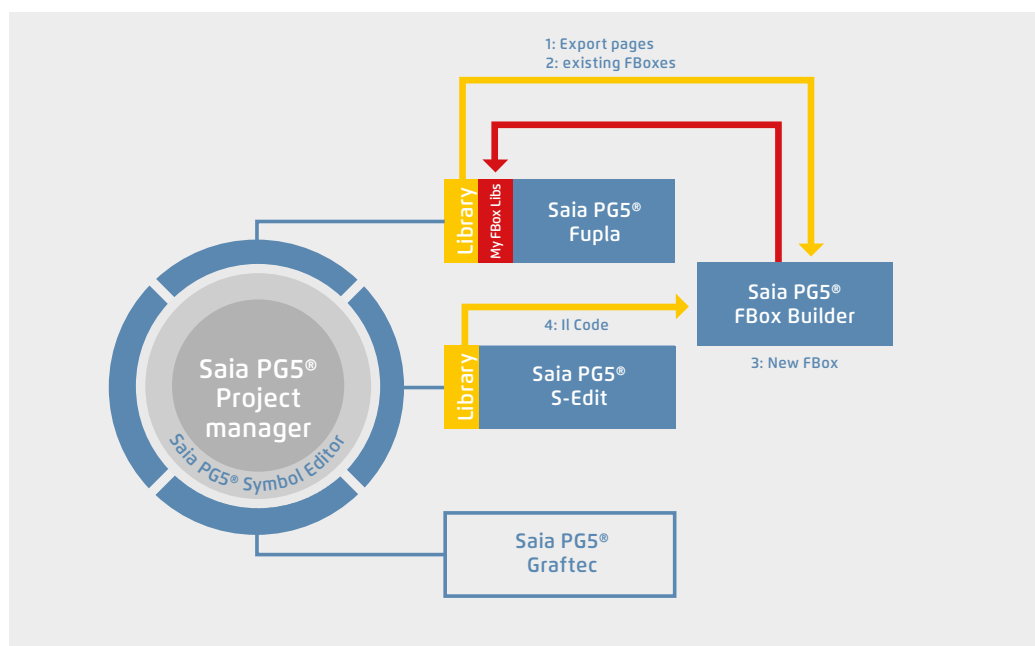 1: Export pages
2: existing FBoxes
Library
My FBox Libs
Saia PG5®
Fupla
Saia PG5®
FBox Builder
4: Il Code
3: New FBox
Library
Saia PG5®
S-Edit
Saia PG5®
Project
manager
Saia PG5® Symbol Editor
Saia PG5®
Graftec